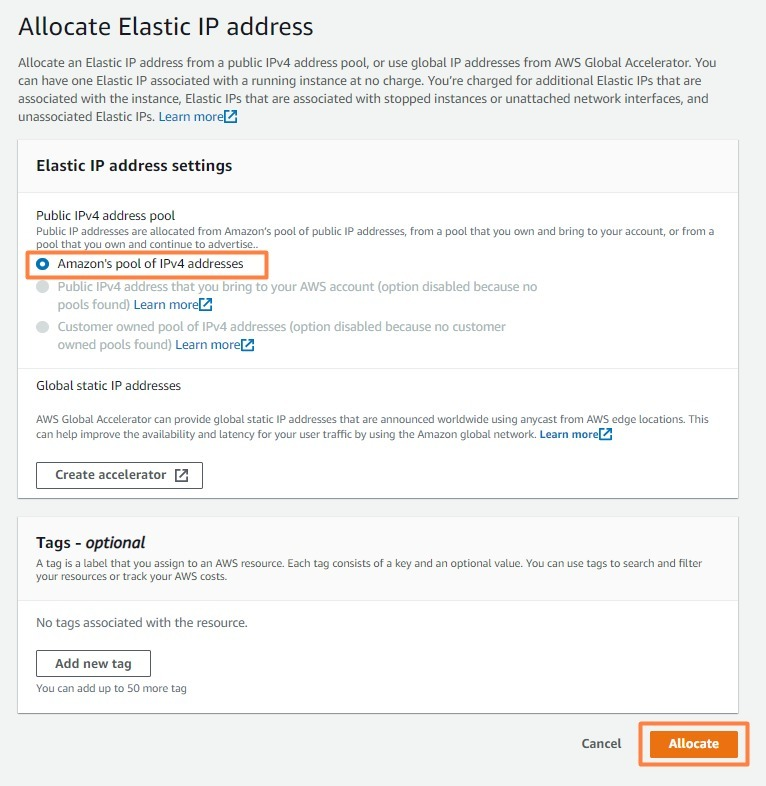 Allocate Elastic IP address
Allocate an Elastic IP address from a public IPv4 address pool, or use global IP addresses from AWS Global Accelerator. You
can have one Elastic IP associated with a running instance at no charge. You're charged for additional Elastic IPs that are
associated with the instance, Elastic IPs that are associated with stopped instances or unattached network interfaces, and
unassociated Elastic IPs. Learn more
Elastic IP address settings
Public IPv4 address pool
Public IP addresses are allocated from Amazon's pool of public IP addresses, from a pool that you own and bring to your account, or from a
pool that you own and continue to advertise..
Amazon's pool of IPv4 addresses
Public IPv4 address that you bring to your AWS account (option disabled because no
pools found) Learn more
Customer owned pool of IPv4 addresses (option disabled because no customer
owned pools found) Learn more
Global static IP addresses
AWS Global Accelerator can provide global static IP addresses that are announced worldwide using anycast from AWS edge locations. This
can help improve the availability and latency for your user traffic by using the Amazon global network. Learn more
Create accelerator
Tags - optional
A tag is a label that you assign to an AWS resource. Each tag consists of a key and an optional value. You can use tags to search and filter
your resources or track your AWS costs.
No tags associated with the resource.
Add new tag
You can add up to 50 more tag
Cancel Allocate